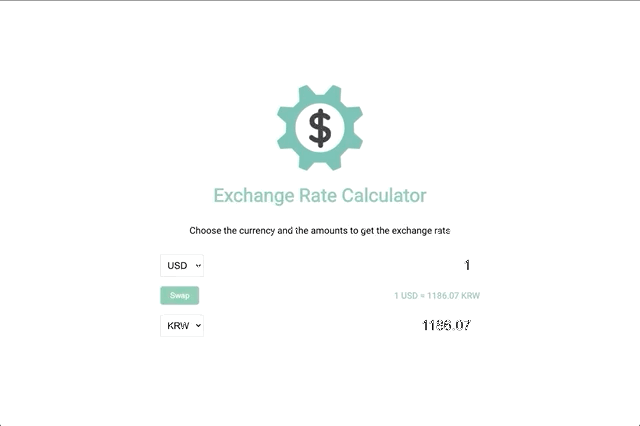 $
Exchange Rate Calculator
Choose the currency and the amounts to get the exchange rate
USD 1
Swap 1 USD = 1186.07 KRW
KRW 1186.07